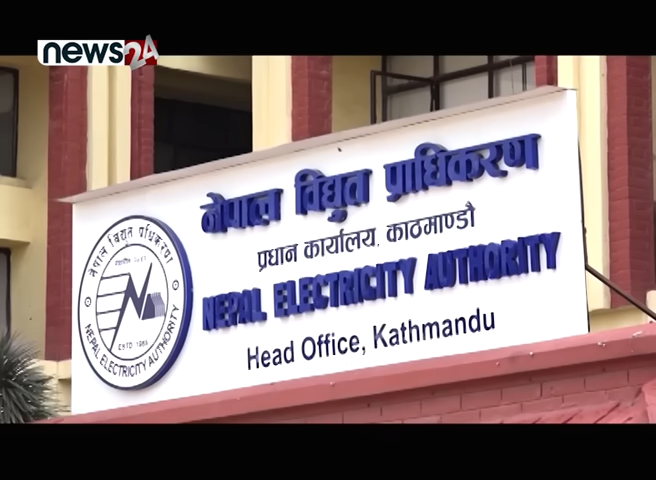 news24
नेपाल विद्युत प्राधिकरण
प्रधान कार्यालय, काठमाण्डौ
NEPAL ELECTRICITY AUTHORITY
Head Office, Kathmandu
नेपाल विद्युत प्राधिकरण
ESTD 1985
NEPAL ELECTRICITY AUTHORITY